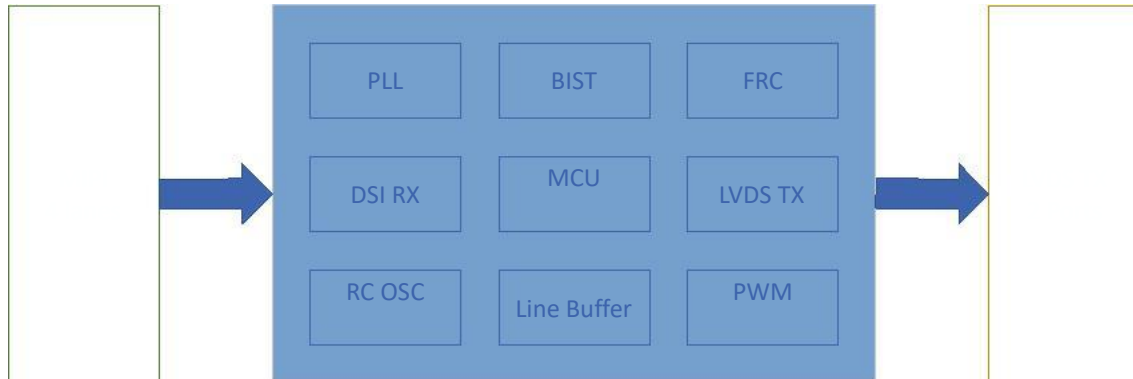 PLL
BIST
FRC
DSI RX
MCU
LVDS TX
RC OSC
Line Buffer
PWM